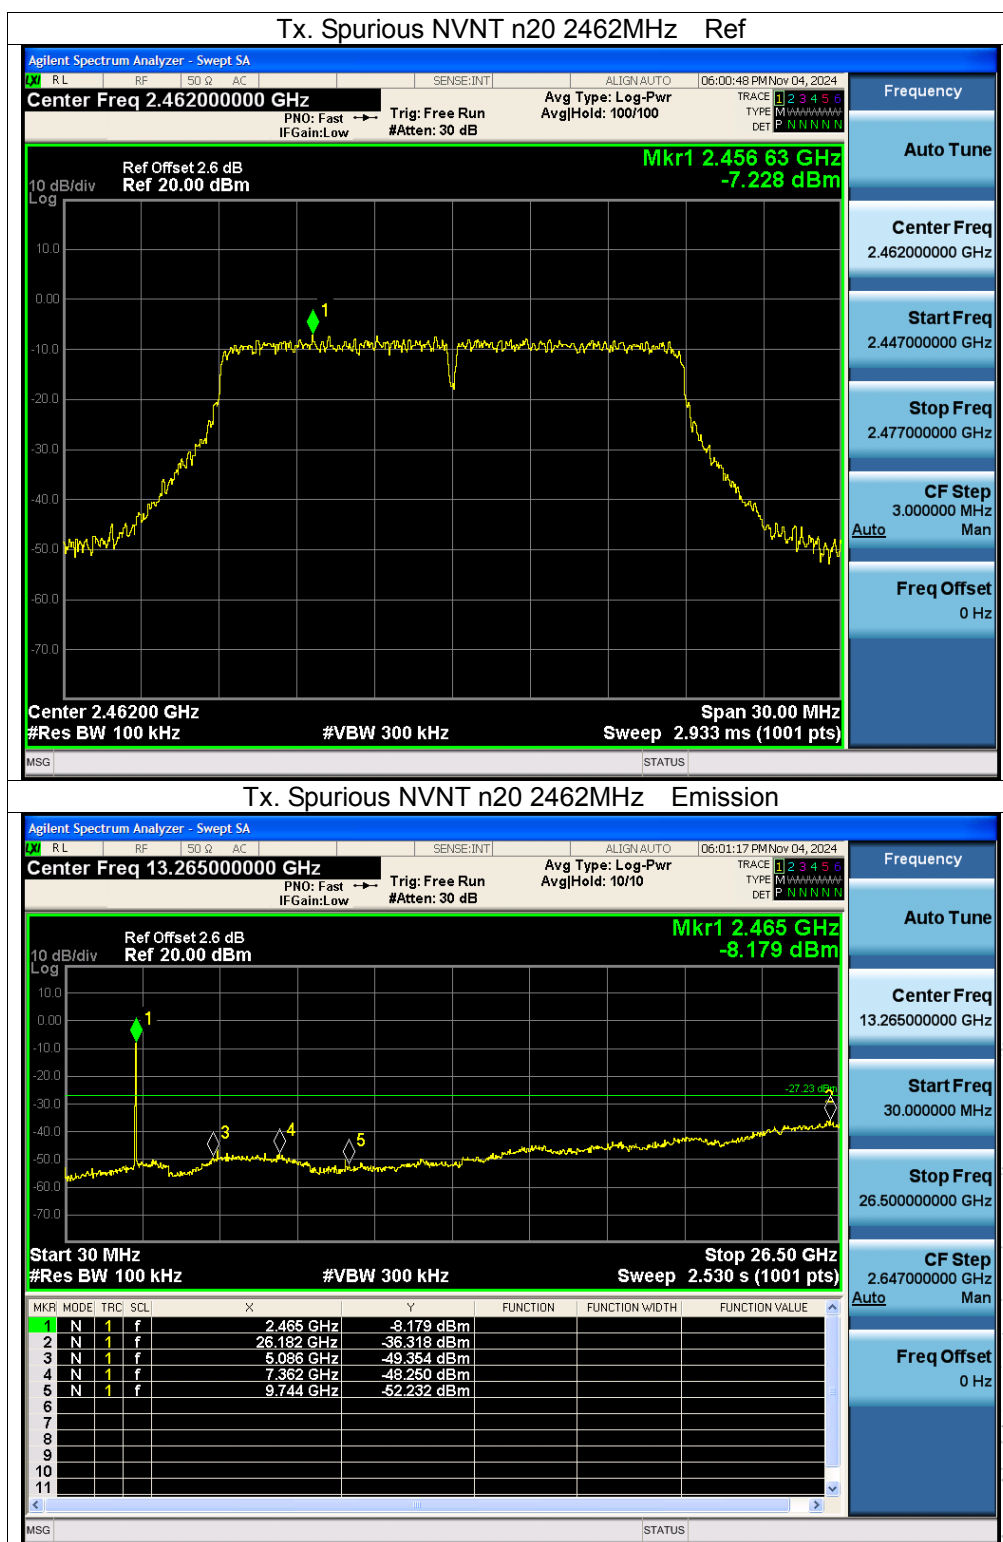 Tx. Spurious NVNT n20 2462MHz Ref
Agilent Spectrum Analyzer - Swept SA
LXI RL RF 50 Ω AC SENSE:INT ALIGN AUTO 06:00:48 PM Nov 04, 2024
Center Freq 2.462000000 GHz
PNO: Fast
IFGain:Low
Trig: Free Run
#Atten: 30 dB
Avg Type: Log-Pwr
Avg|Hold: 100/100
TRACE 1 2 3 4 5 6
TYPE M WWWWW
DET P N N N N N
Frequency
Auto Tune
Center Freq
2.462000000 GHz
Start Freq
2.447000000 GHz
Stop Freq
2.477000000 GHz
CF Step
3.000000 MHz
Auto Man
Freq Offset
0 Hz
Mkr1 2.456 63 GHz
-7.228 dBm
Ref Offset 2.6 dB
10 dB/div Ref 20.00 dBm
Log
10.0
0.00
-10.0
-20.0
-30.0
-40.0
-50.0
-60.0
-70.0
1
Center 2.46200 GHz Span 30.00 MHz
#Res BW 100 kHz #VBW 300 kHz Sweep 2.933 ms (1001 pts)
MSG STATUS
Tx. Spurious NVNT n20 2462MHz Emission
Agilent Spectrum Analyzer - Swept SA
LXI RL RF 50 Ω AC SENSE:INT ALIGN AUTO 06:01:17 PM Nov 04, 2024
Center Freq 13.265000000 GHz
PNO: Fast
IFGain:Low
Trig: Free Run
#Atten: 30 dB
Avg Type: Log-Pwr
Avg|Hold: 10/10
TRACE 1 2 3 4 5 6
TYPE M WWWWW
DET P N N N N N
Frequency
Auto Tune
Center Freq
13.265000000 GHz
Start Freq
30.000000 MHz
Stop Freq
26.500000000 GHz
CF Step
2.647000000 GHz
Auto Man
Freq Offset
0 Hz
Mkr1 2.465 GHz
-8.179 dBm
Ref Offset 2.6 dB
10 dB/div Ref 20.00 dBm
Log
10.0
0.00
-10.0
-20.0
-30.0
-40.0
-50.0
-60.0
-70.0
1
-27.23 dBm
2
3
4
5
Start 30 MHz Stop 26.50 GHz
#Res BW 100 kHz #VBW 300 kHz Sweep 2.530 s (1001 pts)
MKR MODE TRC SCL X Y FUNCTION FUNCTION WIDTH FUNCTION VALUE
1 N 1 f 2.465 GHz -8.179 dBm
2 N 1 f 26.182 GHz -36.318 dBm
3 N 1 f 5.086 GHz -49.354 dBm
4 N 1 f 7.362 GHz -48.250 dBm
5 N 1 f 9.744 GHz -52.232 dBm
6
7
8
9
10
11
MSG STATUS